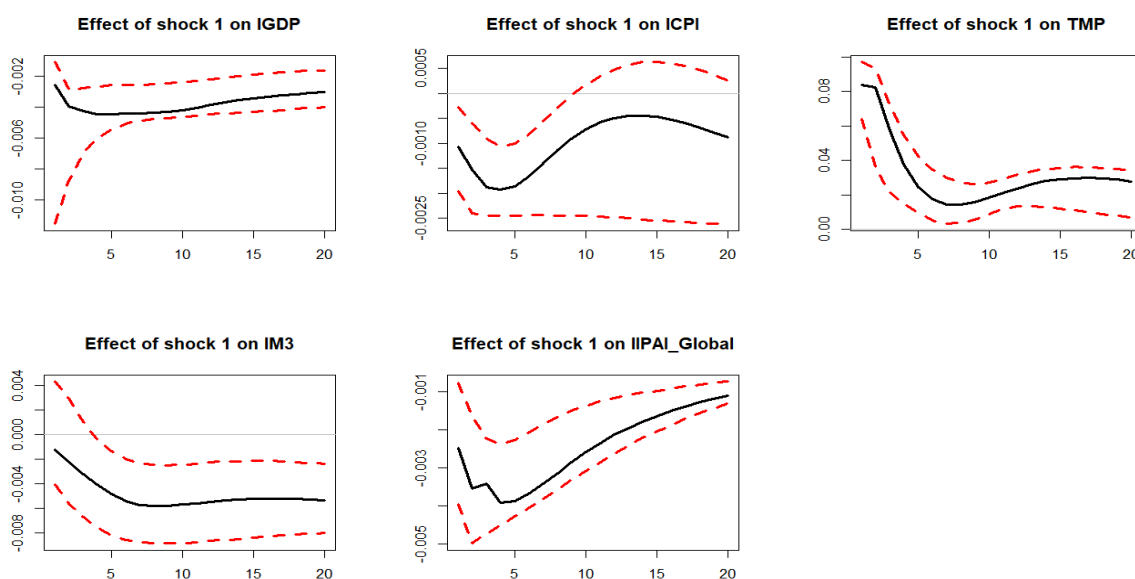 Effect of shock 1 on lGDP
-0.002
-0.006
-0.010
5 10 15 20
Effect of shock 1 on lCPI
0.0005
-0.0010
-0.0025
5 10 15 20
Effect of shock 1 on TMP
0.08
0.04
0.00
5 10 15 20
Effect of shock 1 on lM3
0.004
0.000
-0.004
-0.008
5 10 15 20
Effect of shock 1 on lIPAI_Global
-0.001
-0.003
-0.005
5 10 15 20